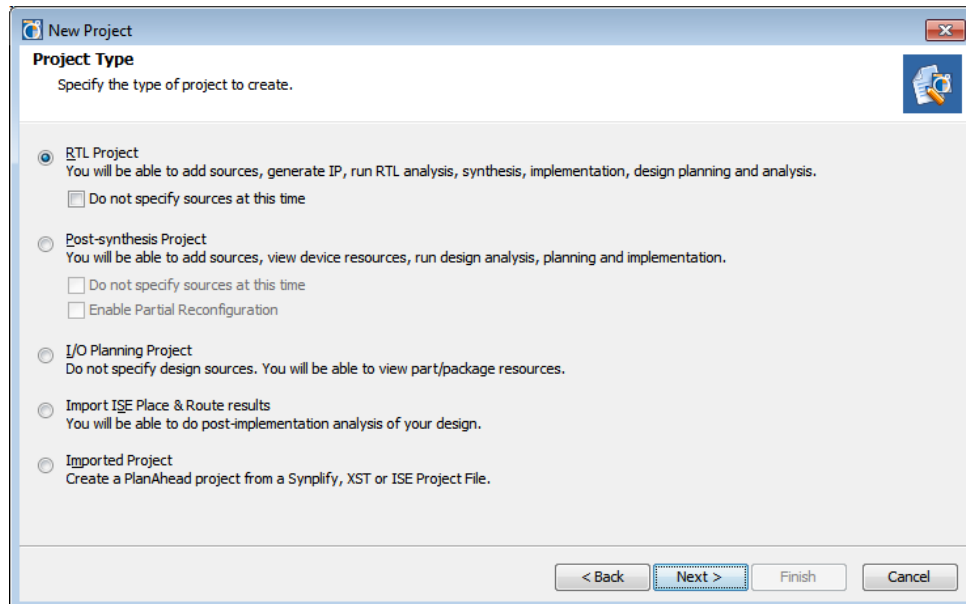 New Project
Project Type
Specify the type of project to create.
RTL Project
You will be able to add sources, generate IP, run RTL analysis, synthesis, implementation, design planning and analysis.
Do not specify sources at this time
Post-synthesis Project
You will be able to add sources, view device resources, run design analysis, planning and implementation.
Do not specify sources at this time
Enable Partial Reconfiguration
I/O Planning Project
Do not specify design sources. You will be able to view part/package resources.
Import ISE Place & Route results
You will be able to do post-implementation analysis of your design.
Imported Project
Create a PlanAhead project from a Synplify, XST or ISE Project File.
< Back Next > Finish Cancel